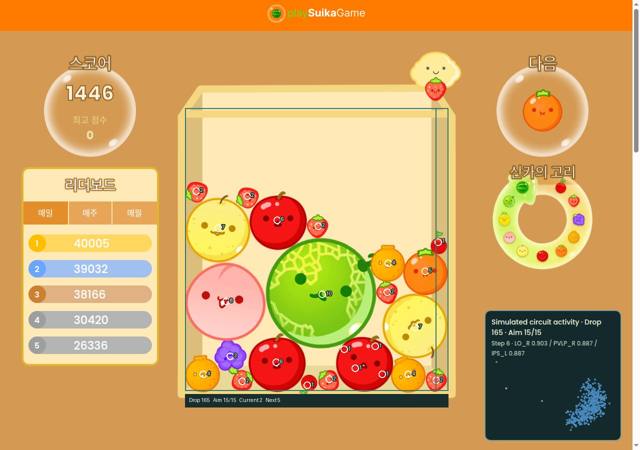 playSuikaGame
스코어
1446
최고 점수
0
다음
신카의 고리
리더보드
매일
매주
매월
1 40005
2 39032
3 38166
4 30420
5 26336
Simulated circuit activity · Drop
165 · Aim 15/15
Step 6 · LO_R 0.903 / PVLP_R 0.887 /
IPS_L 0.887
Drop 165 Aim 15/15 Current 2 Next 5